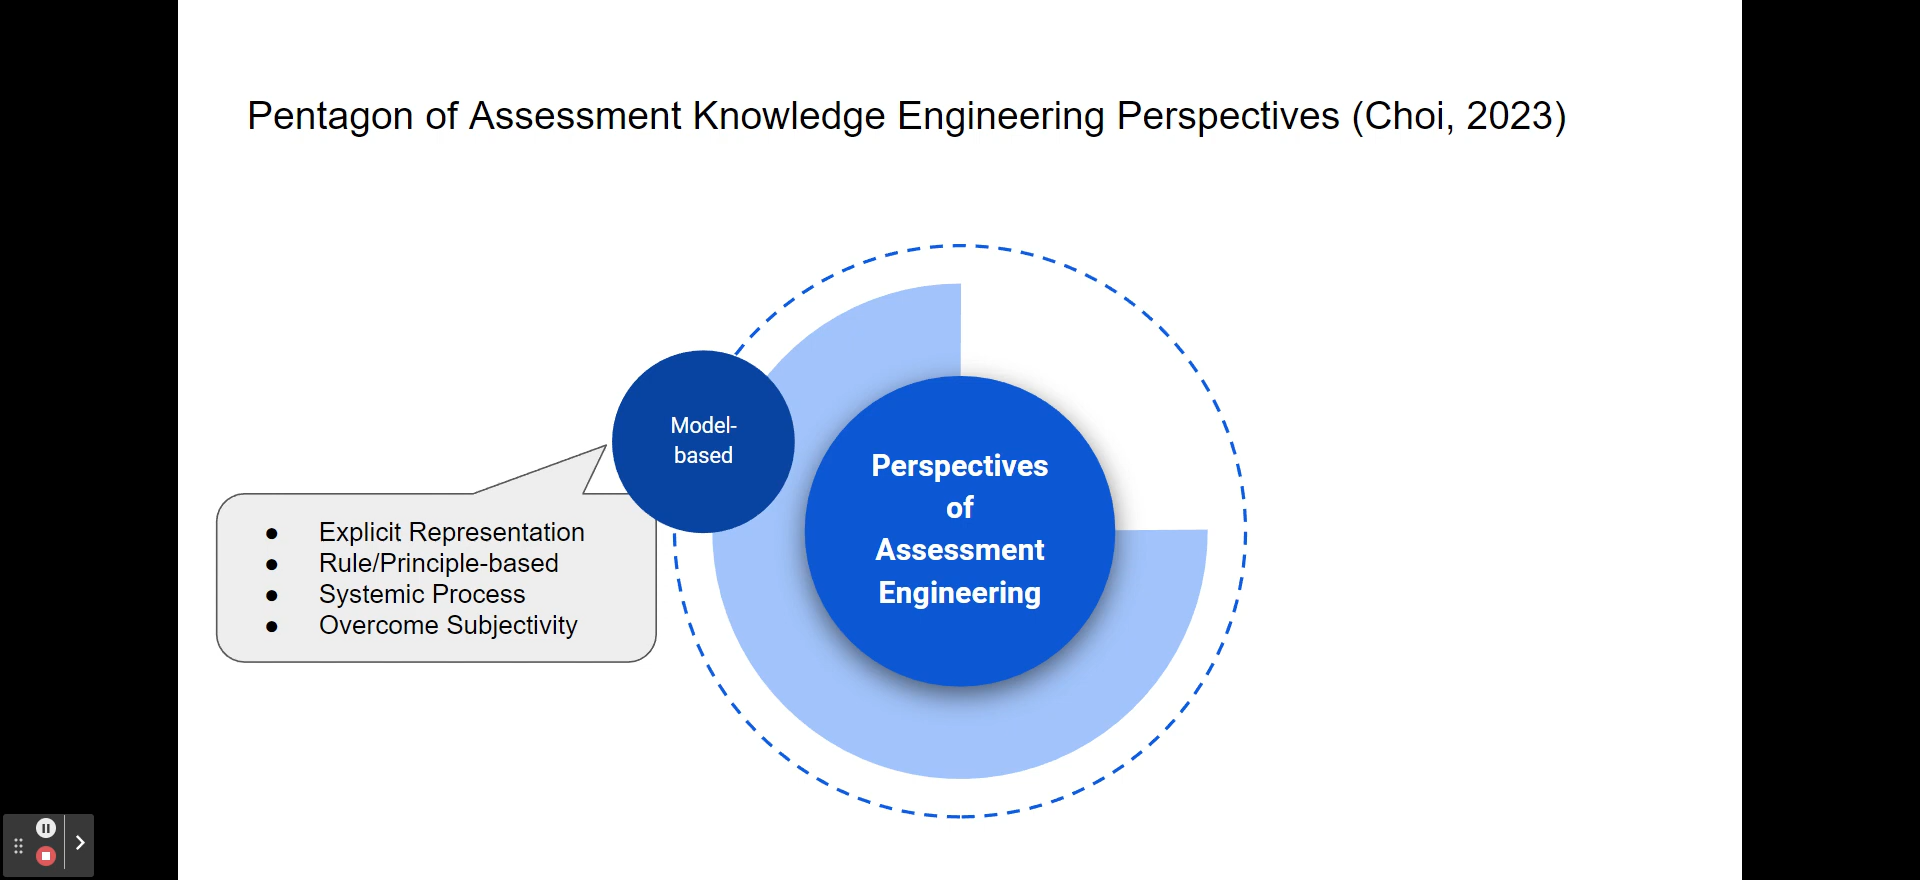 Pentagon of Assessment Knowledge Engineering Perspectives (Choi, 2023)
Model-
based
Perspectives
of
Assessment
Engineering
● Explicit Representation
● Rule/Principle-based
● Systemic Process
● Overcome Subjectivity